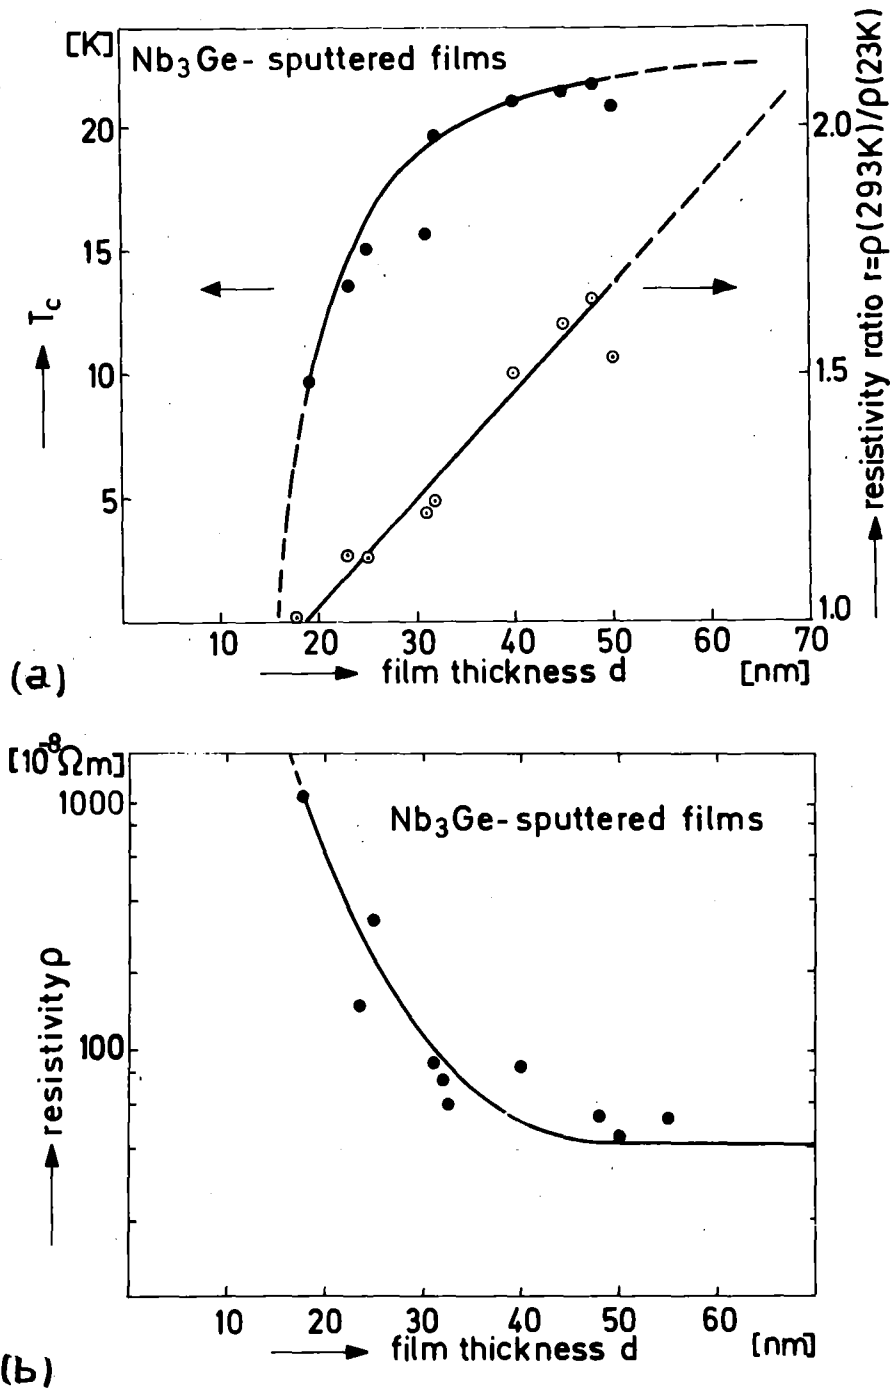 [K]
Nb₃Ge- sputtered films
20
15
10
5
T_c
2.0
1.5
1.0
resistivity ratio r=ρ(293K)/ρ(23K)
10 20 30 40 50 60 70
film thickness d [nm]
(a)
[10⁻⁸Ωm]
1000
100
Nb₃Ge-sputtered films
resistivity ρ
10 20 30 40 50 60
film thickness d [nm]
(b)